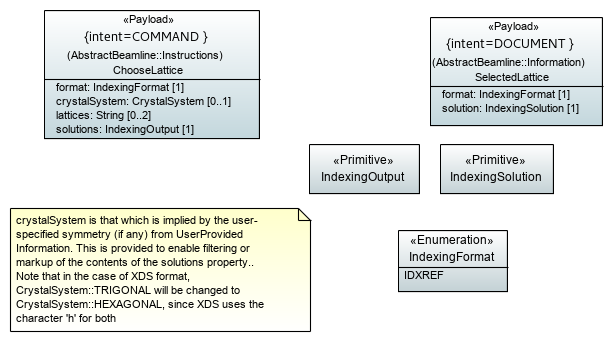 «Payload»
{intent=COMMAND }
(AbstractBeamline::Instructions)
ChooseLattice
format: IndexingFormat [1]
crystalSystem: CrystalSystem [0..1]
lattices: String [0..2]
solutions: IndexingOutput [1]
«Payload»
{intent=DOCUMENT }
(AbstractBeamline::Information)
SelectedLattice
format: IndexingFormat [1]
solution: IndexingSolution [1]
«Primitive»
IndexingOutput
«Primitive»
IndexingSolution
crystalSystem is that which is implied by the user-
specified symmetry (if any) from UserProvided
Information. This is provided to enable filtering or
markup of the contents of the solutions property..
Note that in the case of XDS format,
CrystalSystem::TRIGONAL will be changed to
CrystalSystem::HEXAGONAL, since XDS uses the
character 'h' for both
«Enumeration»
IndexingFormat
IDXREF